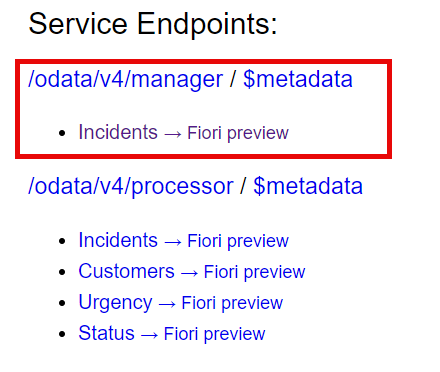 Service Endpoints:
/odata/v4/manager / $metadata
• Incidents → Fiori preview
/odata/v4/processor / $metadata
• Incidents → Fiori preview
• Customers → Fiori preview
• Urgency → Fiori preview
• Status → Fiori preview